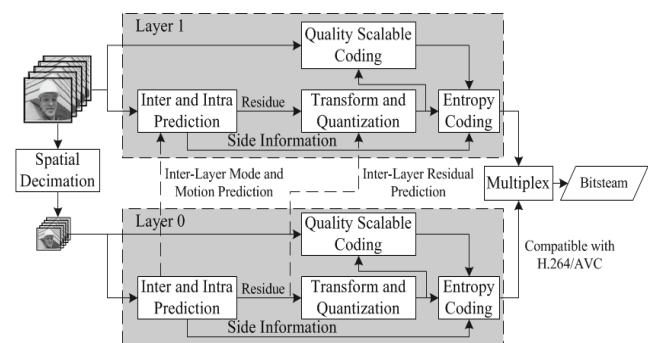 Layer 1
Quality Scalable
Coding
Inter and Intra
Prediction
Residue
Transform and
Quantization
Entropy
Coding
Side Information
Spatial
Decimation
Inter-Layer Mode and
Motion Prediction
Inter-Layer Residual
Prediction
Multiplex
Bitsteam
Layer 0
Quality Scalable
Coding
Compatible with
H.264/AVC
Inter and Intra
Prediction
Residue
Transform and
Quantization
Entropy
Coding
Side Information